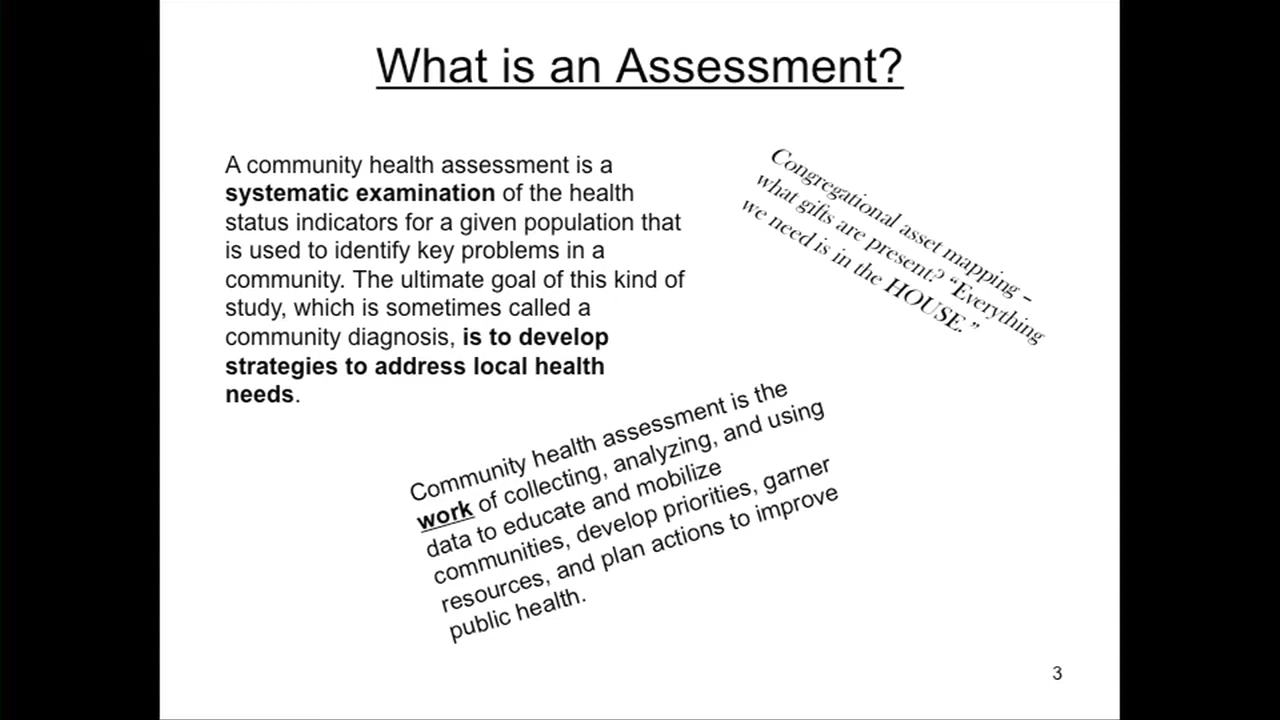 What is an Assessment?
A community health assessment is a
systematic examination of the health
status indicators for a given population that
is used to identify key problems in a
community. The ultimate goal of this kind of
study, which is sometimes called a
community diagnosis, is to develop
strategies to address local health
needs.
Congregational asset mapping –
what gifts are present? “Everything
we need is in the HOUSE.”
Community health assessment is the
work of collecting, analyzing, and using
data to educate and mobilize
communities, develop priorities, garner
resources, and plan actions to improve
public health.
3